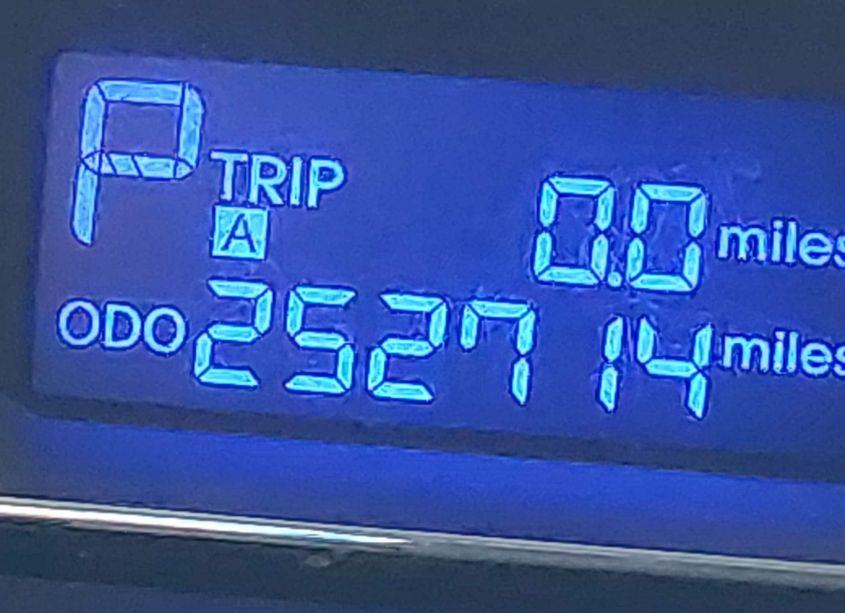 P TRIP
A 0.0 miles
ODO 252714 miles